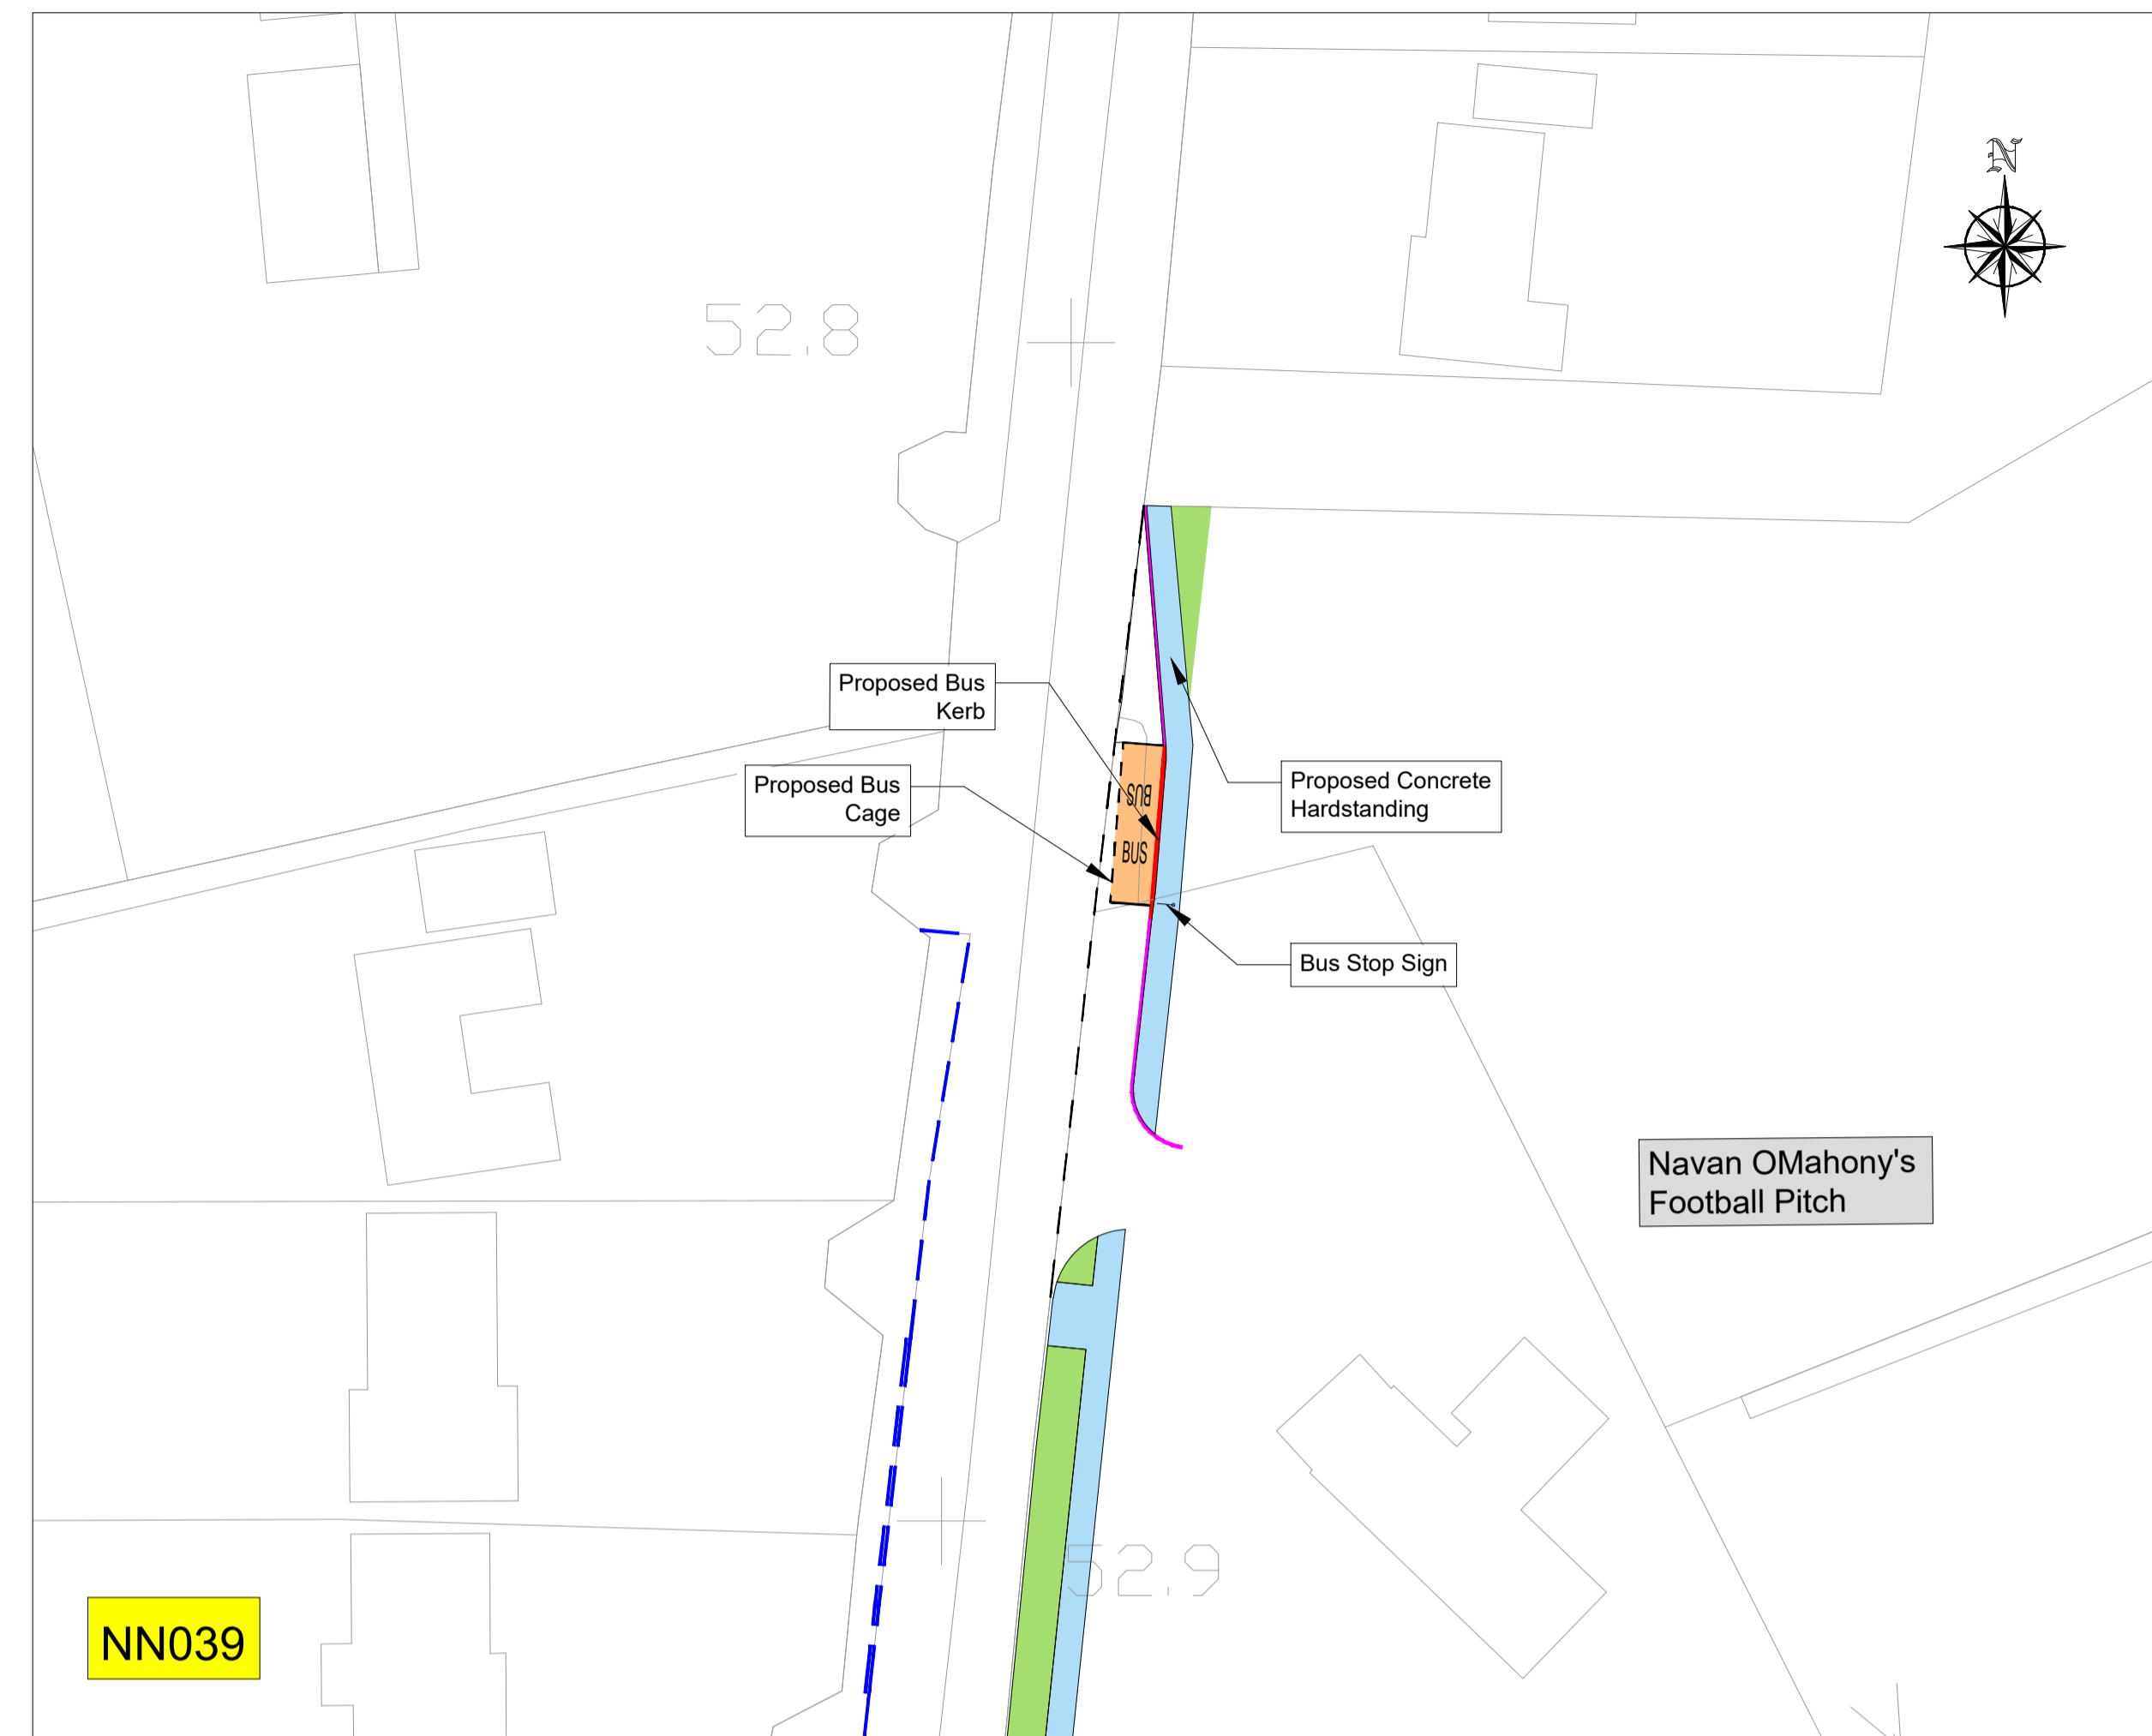 N
52.8
Proposed Bus
Kerb
Proposed Bus
Cage
BUS
BUS
Proposed Concrete
Hardstanding
Bus Stop Sign
Navan OMahony's
Football Pitch
52.9
NN039